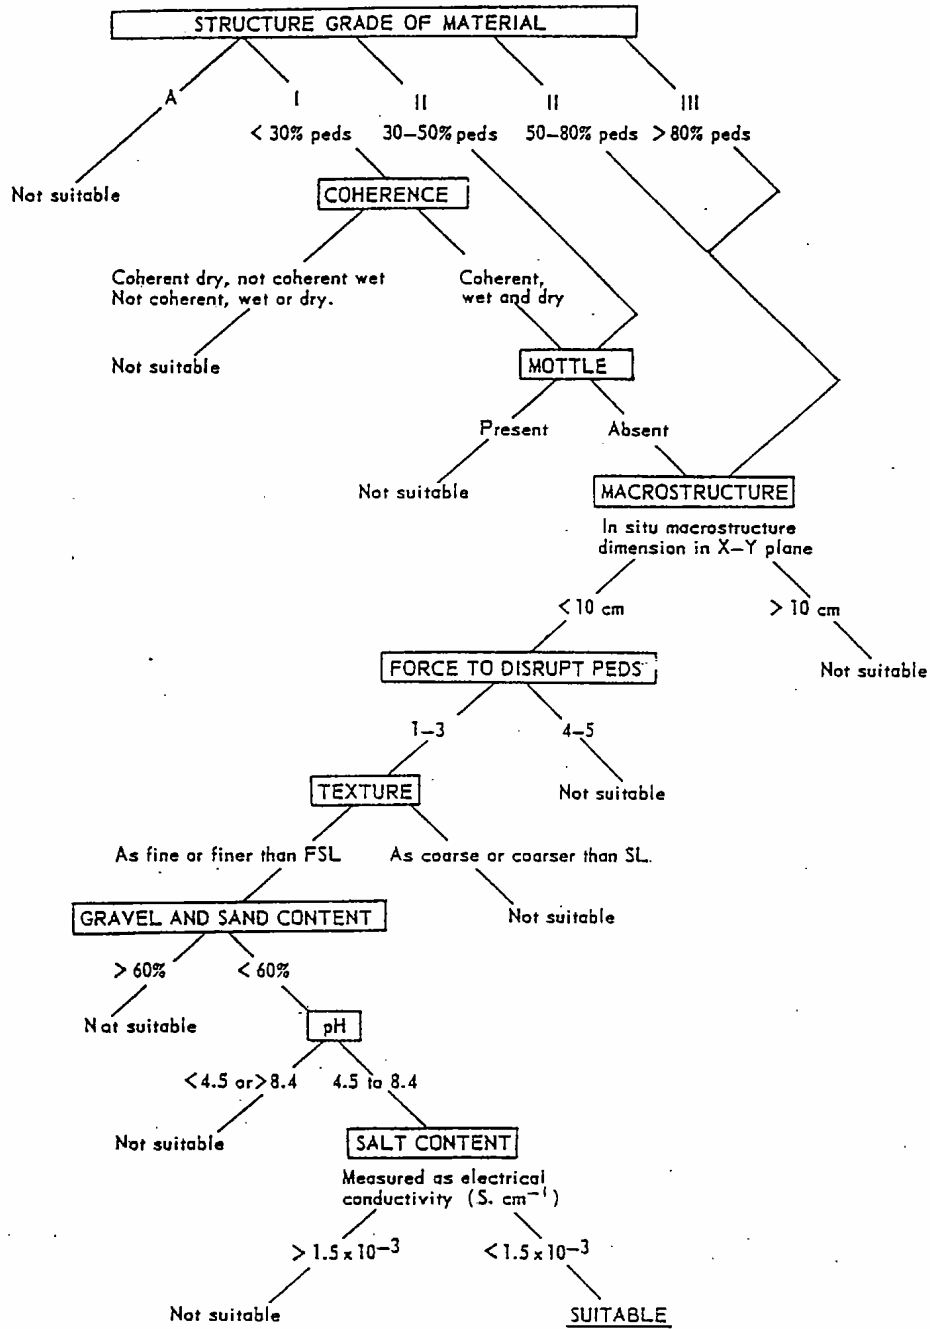 STRUCTURE GRADE OF MATERIAL
A I II II III
< 30% peds 30–50% peds 50–80% peds > 80% peds
Not suitable
COHERENCE
Coherent dry, not coherent wet
Not coherent, wet or dry.
Coherent,
wet and dry
Not suitable
MOTTLE
Present Absent
Not suitable
MACROSTRUCTURE
In situ macrostructure
dimension in X–Y plane
< 10 cm > 10 cm
FORCE TO DISRUPT PEDS
Not suitable
1–3 4–5
TEXTURE
Not suitable
As fine or finer than FSL As coarse or coarser than SL.
GRAVEL AND SAND CONTENT
Not suitable
> 60% < 60%
Not suitable
pH
<4.5 or >8.4 4.5 to 8.4
Not suitable
SALT CONTENT
Measured as electrical
conductivity (S. cm⁻¹)
> 1.5 x 10⁻³ < 1.5 x 10⁻³
Not suitable SUITABLE